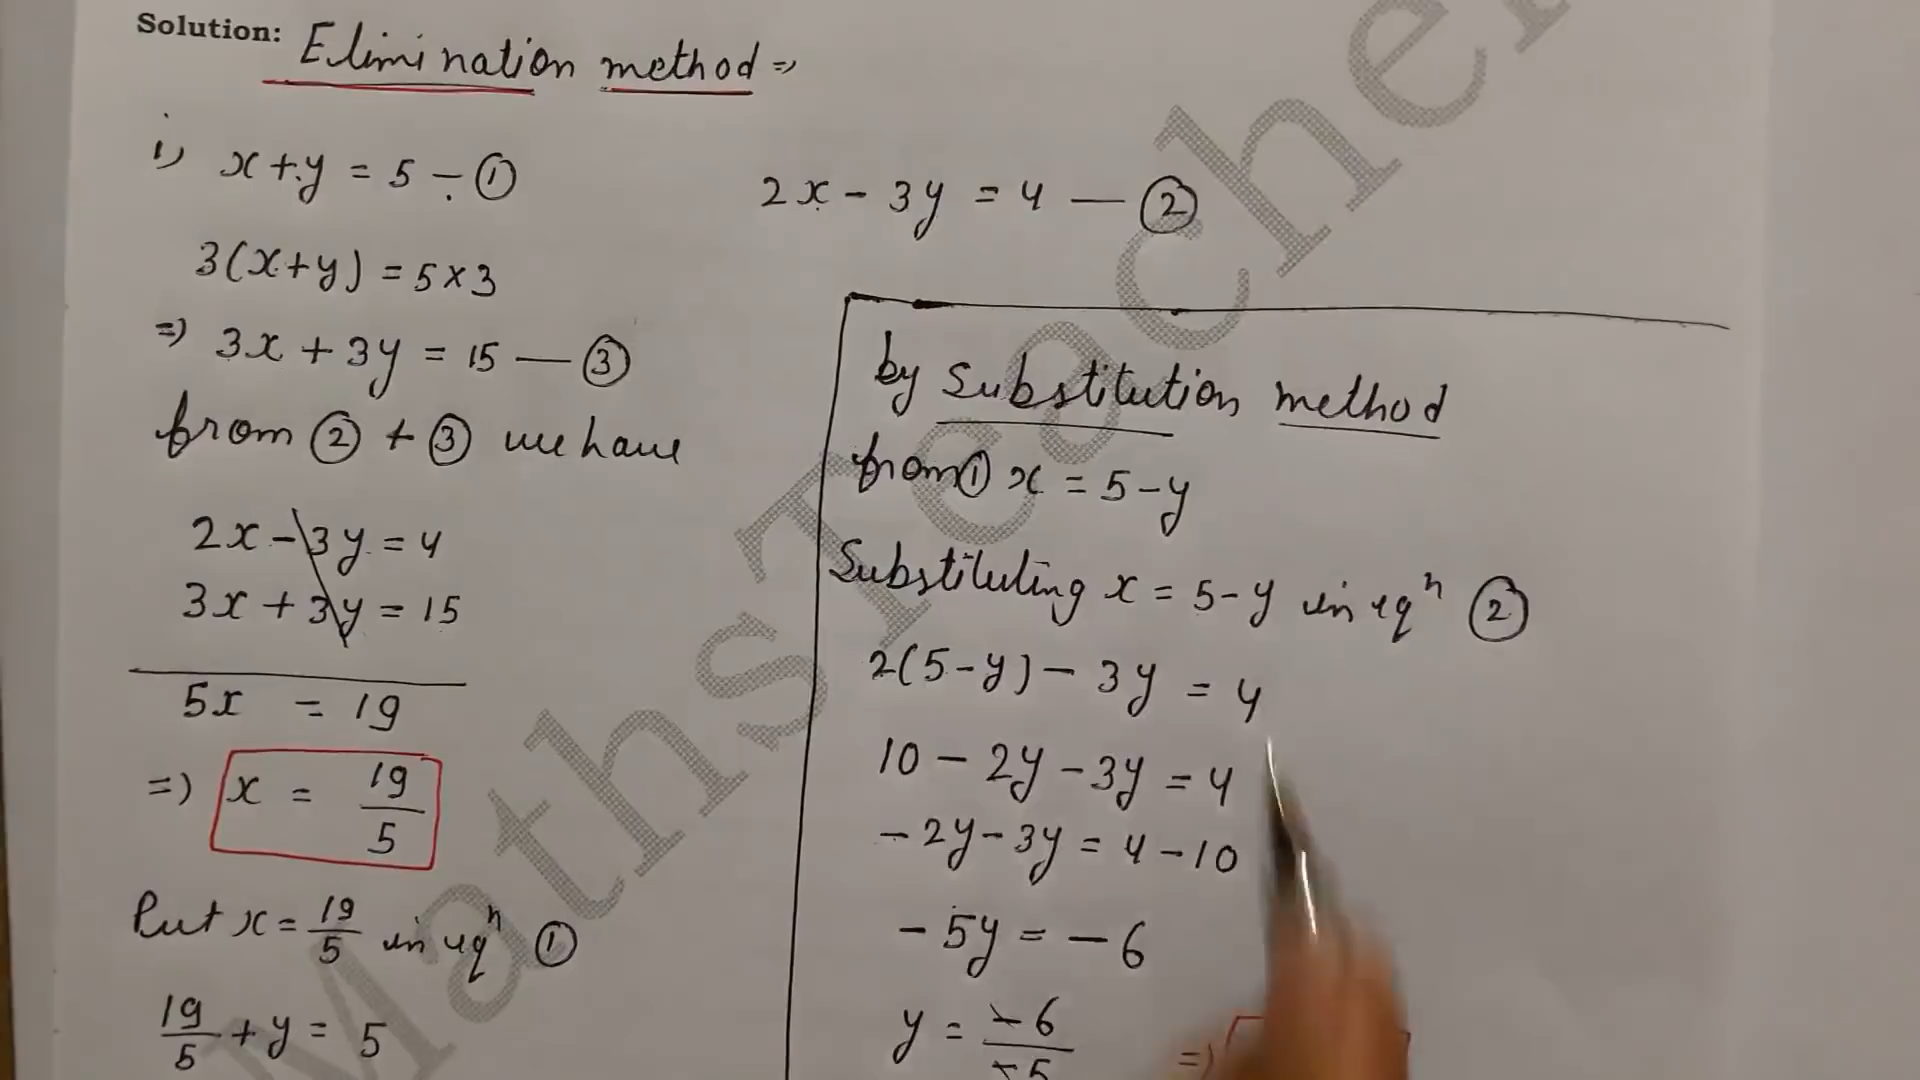 Solution: Elimination method ⇒
i) x + y = 5 - ①
2x - 3y = 4 — ②
3(x+y) = 5×3
⇒ 3x + 3y = 15 — ③
from ② + ③ we have
2x - 3y = 4
3x + 3y = 15
5x = 19
⇒ x = 19/5
Put x = 19/5 in eqⁿ ①
19/5 + y = 5
by Substitution method
from ① x = 5-y
Substituting x = 5-y in eqⁿ ②
2(5-y) - 3y = 4
10 - 2y - 3y = 4
-2y - 3y = 4 - 10
-5y = -6
y = -6/-5
⇒
Maths Teacher